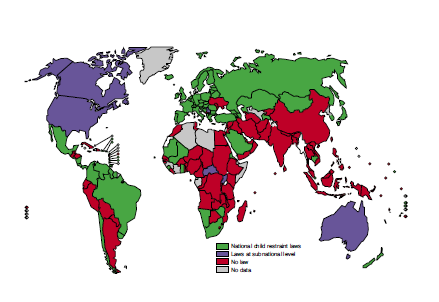 National child restraint laws
Laws at subnational level
No law
No data